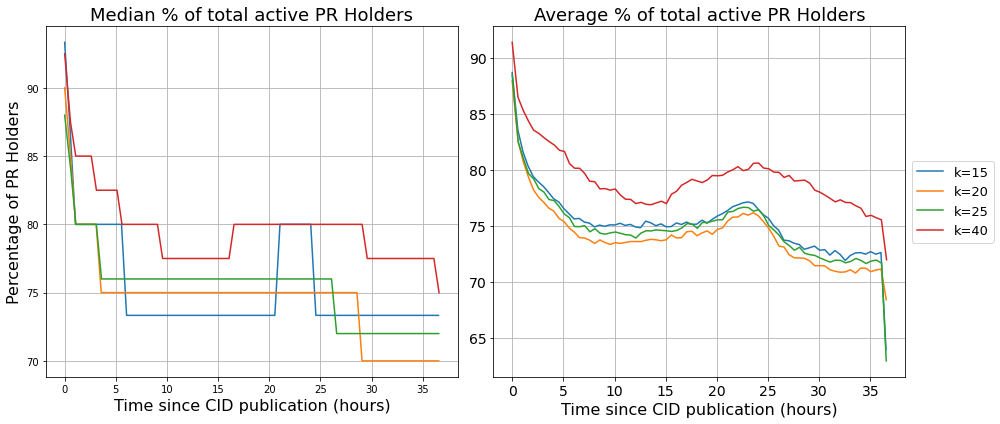 Median % of total active PR Holders
Percentage of PR Holders
90
85
80
75
70
0 5 10 15 20 25 30 35
Time since CID publication (hours)
Average % of total active PR Holders
90
85
80
75
70
65
0 5 10 15 20 25 30 35
Time since CID publication (hours)
k=15
k=20
k=25
k=40